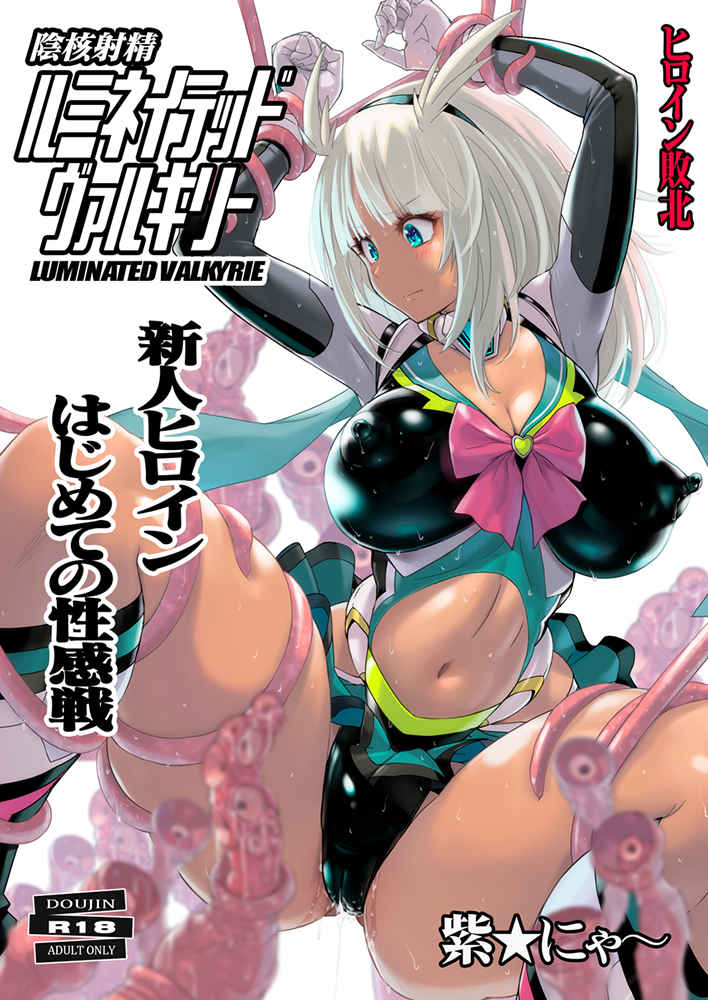 陰核射精
ルミネイテッド
ヴァルキリー
LUMINATED VALKYRIE
ヒロイン敗北
新人ヒロイン
はじめての性感戦
DOUJIN
R18
ADULT ONLY
紫★にゃ～